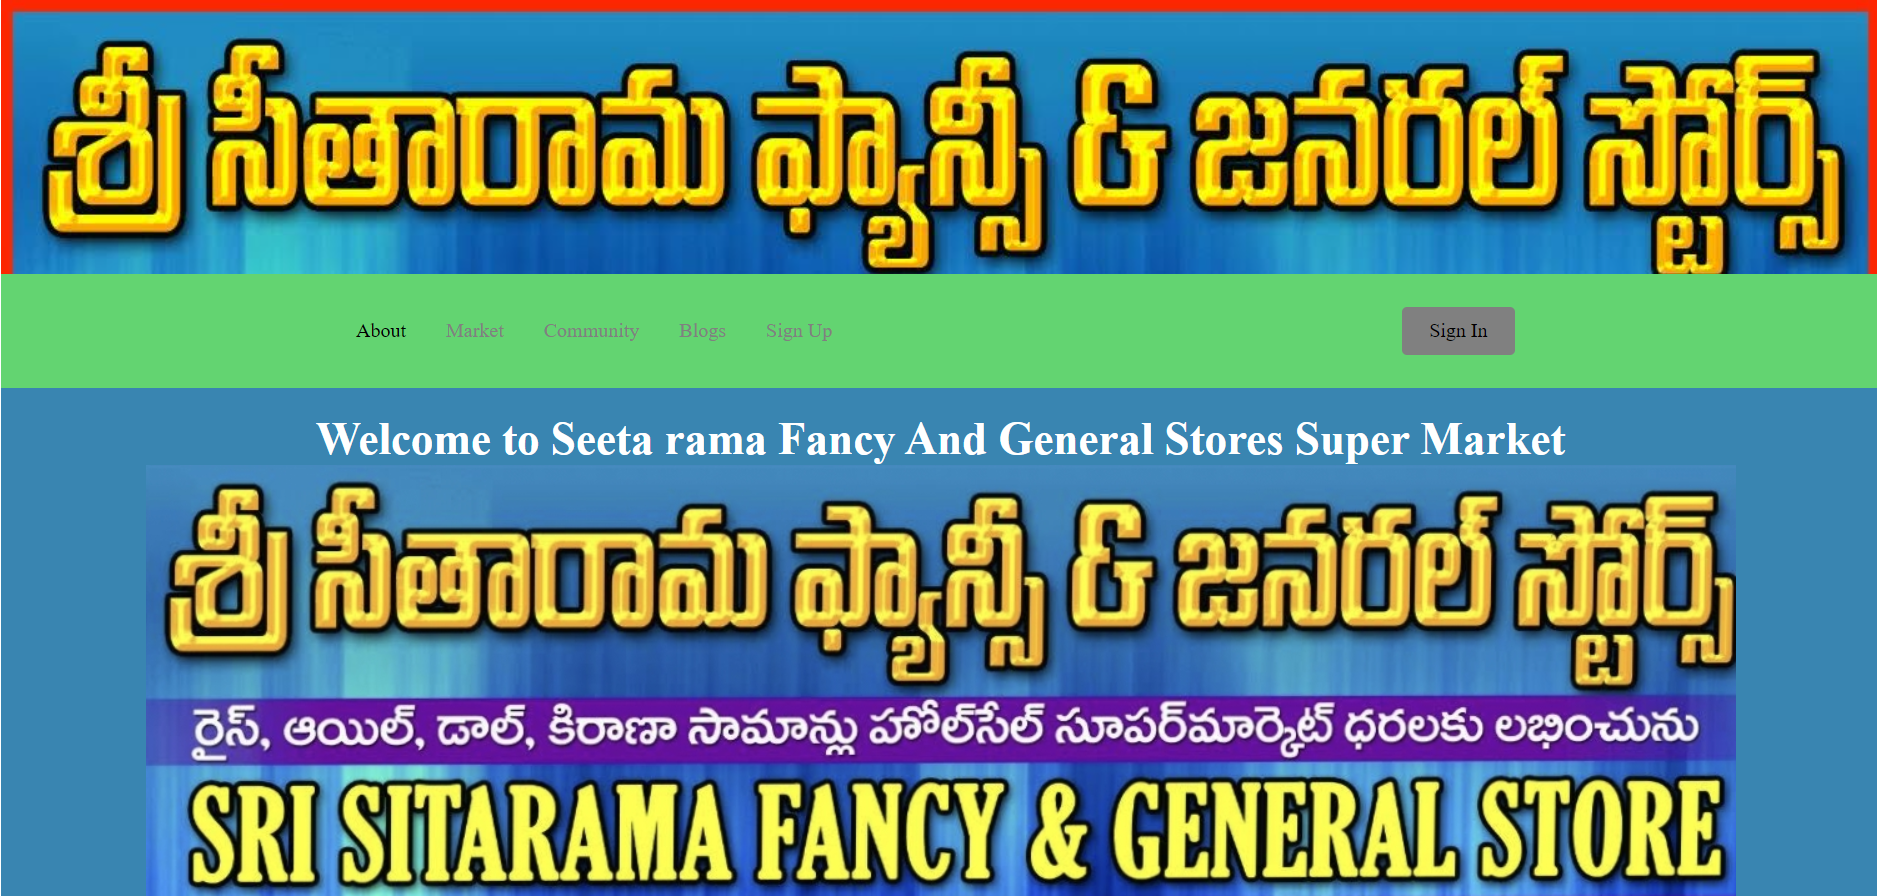 శ్రీ సీతారామ ఫ్యాన్సీ & జనరల్ స్టోర్స్
About Market Community Blogs Sign Up Sign In
Welcome to Seeta rama Fancy And General Stores Super Market
శ్రీ సీతారామ ఫ్యాన్సీ & జనరల్ స్టోర్స్
రైస్, ఆయిల్, డాల్, కిరాణా సామాన్లు హోల్‌సేల్ సూపర్‌మార్కెట్ ధరలకు లభించును
SRI SITARAMA FANCY & GENERAL STORE